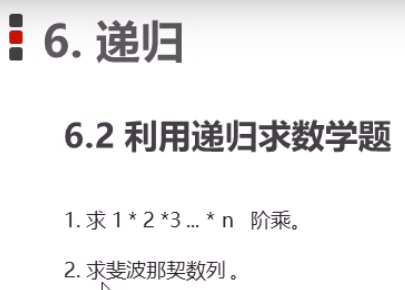 6. 递归
6.2 利用递归求数学题
1. 求 1 * 2 *3 ... * n 阶乘。
2. 求斐波那契数列 。